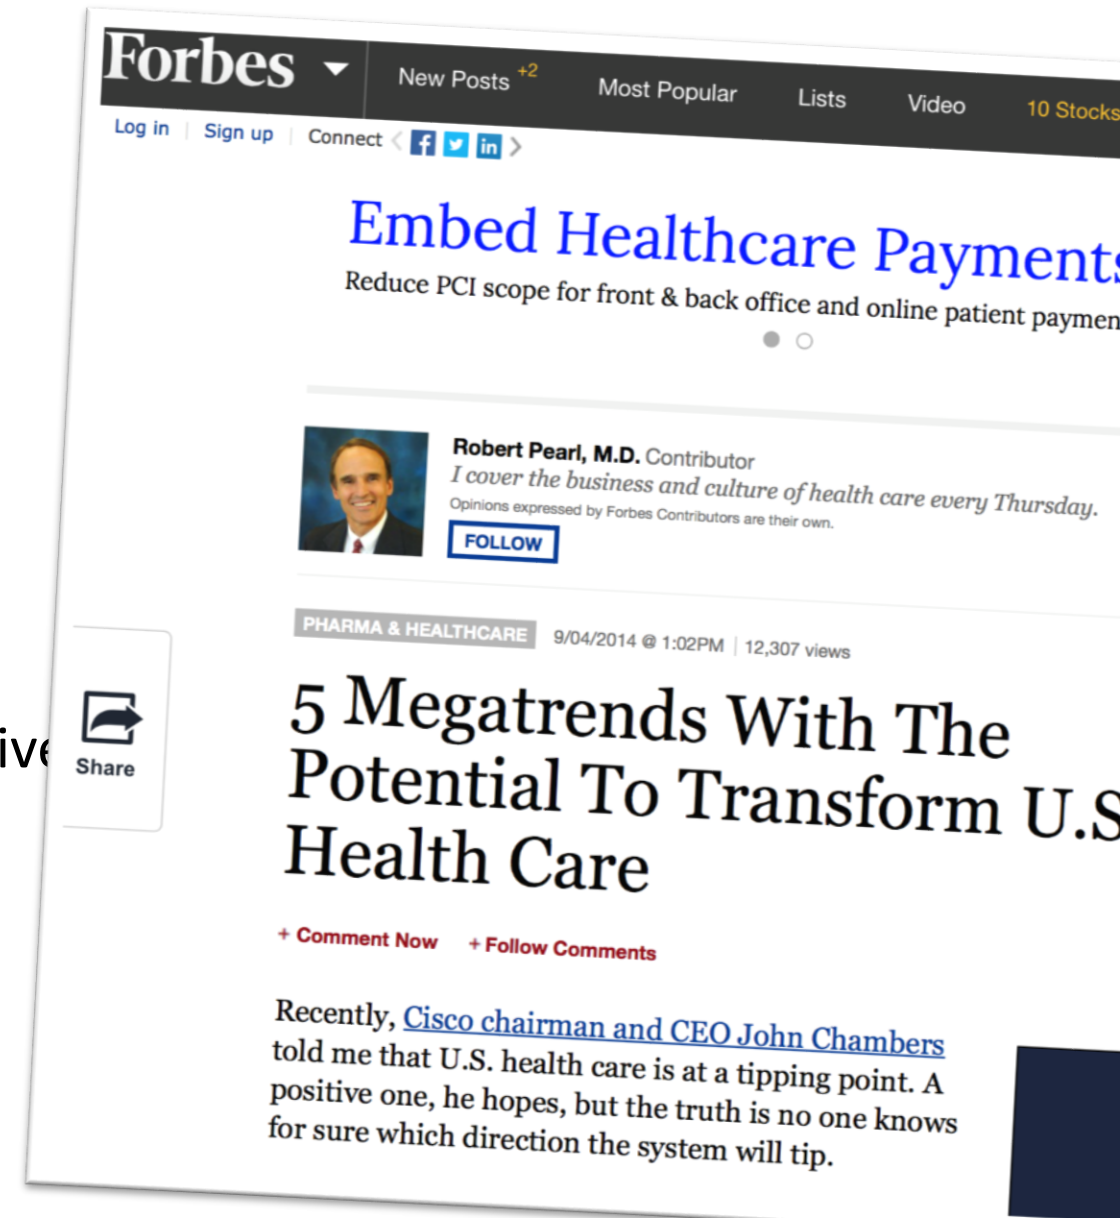 Forbes New Posts +2 Most Popular Lists Video 10 Stocks
Log in Sign up Connect
Embed Healthcare Payments
Reduce PCI scope for front & back office and online patient paymen
Robert Pearl, M.D. Contributor
I cover the business and culture of health care every Thursday.
Opinions expressed by Forbes Contributors are their own.
FOLLOW
PHARMA & HEALTHCARE 9/04/2014 @ 1:02PM 12,307 views
5 Megatrends With The
Potential To Transform U.S
Health Care
ive
Share
+ Comment Now + Follow Comments
Recently, Cisco chairman and CEO John Chambers
told me that U.S. health care is at a tipping point. A
positive one, he hopes, but the truth is no one knows
for sure which direction the system will tip.